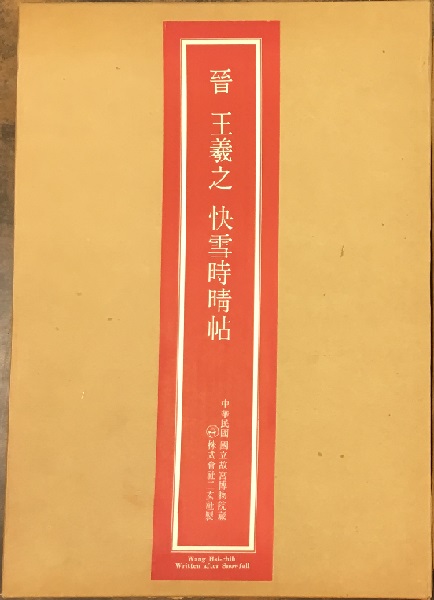 晉 王羲之 快雪時晴帖
中華民國 國立故宮博物院藏
株式會社二玄社製
Wang Hsi-chih
Written After Snowfall